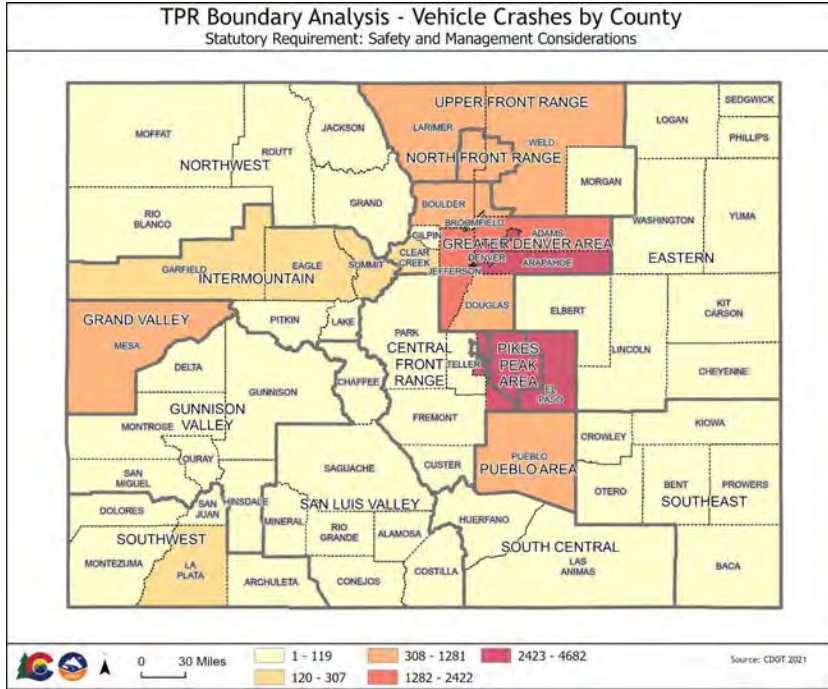 TPR Boundary Analysis - Vehicle Crashes by County
Statutory Requirement: Safety and Management Considerations
UPPER FRONT RANGE
SEDGWICK
LOGAN
MOFFAT
JACKSON
LARIMER
PHILLIPS
ROUTT
WELD
NORTHWEST
NORTH FRONT RANGE
MORGAN
GRAND
BOULDER
RIO
BLANCO
BROOMFIELD
WASHINGTON
YUMA
GILPIN
ADAMS
GREATER DENVER AREA
CLEAR
CREEK
EAGLE
SUMMIT
DENVER
ARAPAHOE
EASTERN
GARFIELD
JEFFERSON
INTERMOUNTAIN
DOUGLAS
PITKIN
LAKE
ELBERT
KIT
CARSON
GRAND VALLEY
PARK
MESA
CENTRAL
FRONT
RANGE
LINCOLN
PIKES
PEAK
AREA
TELLER
DELTA
CHEYENNE
CHAFFEE
EL
PASO
GUNNISON
GUNNISON
VALLEY
FREMONT
KIOWA
MONTROSE
CROWLEY
OURAY
PUEBLO
SAGUACHE
PUEBLO AREA
SAN
MIGUEL
CUSTER
BENT
PROWERS
OTERO
SOUTHEAST
DOLORES
SAN
JUAN
HINSDALE
SAN LUIS VALLEY
MINERAL
HUERFANO
RIO
GRANDE
ALAMOSA
SOUTHWEST
SOUTH CENTRAL
MONTEZUMA
LA
PLATA
LAS
ANIMAS
BACA
ARCHULETA
CONEJOS
COSTILLA
0 30 Miles
1 - 119
308 - 1281
2423 - 4682
120 - 307
1282 - 2422
Source: CDOT 2021